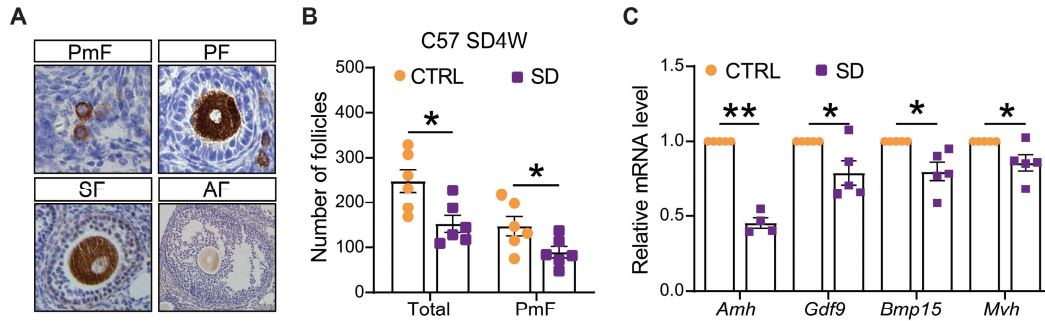 A
PmF
PF
SF
AF
B
C57 SD4W
CTRL
SD
Number of follicles
500
400
300
200
100
0
*
*
Total
PmF
C
CTRL
SD
Relative mRNA level
1.5
1.0
0.5
0.0
**
*
*
*
Amh
Gdf9
Bmp15
Mvh